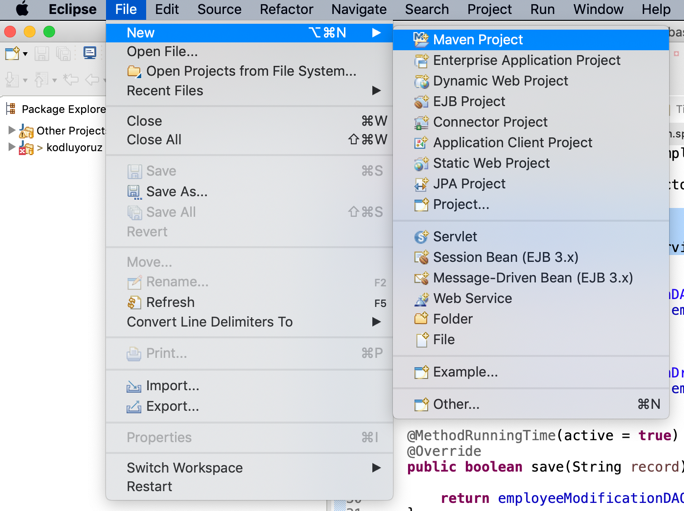 Eclipse File Edit Source Refactor Navigate Search Project Run Window Help
New ⌥⌘N
Open File...
Open Projects from File System...
Recent Files
Close ⌘W
Close All ⇧⌘W
Save ⌘S
Save As...
Save All ⇧⌘S
Revert
Move...
Rename... F2
Refresh F5
Convert Line Delimiters To
Print... ⌘P
Import...
Export...
Properties ⌘I
Switch Workspace
Restart
Maven Project
Enterprise Application Project
Dynamic Web Project
EJB Project
Connector Project
Application Client Project
Static Web Project
JPA Project
Project...
Servlet
Session Bean (EJB 3.x)
Message-Driven Bean (EJB 3.x)
Web Service
Folder
File
Example...
Other... ⌘N
Package Explore
Other Project
> kodluyoruz
@MethodRunningTime(active = true)
@Override
public boolean save(String record)
return employeeModificationDAO
}